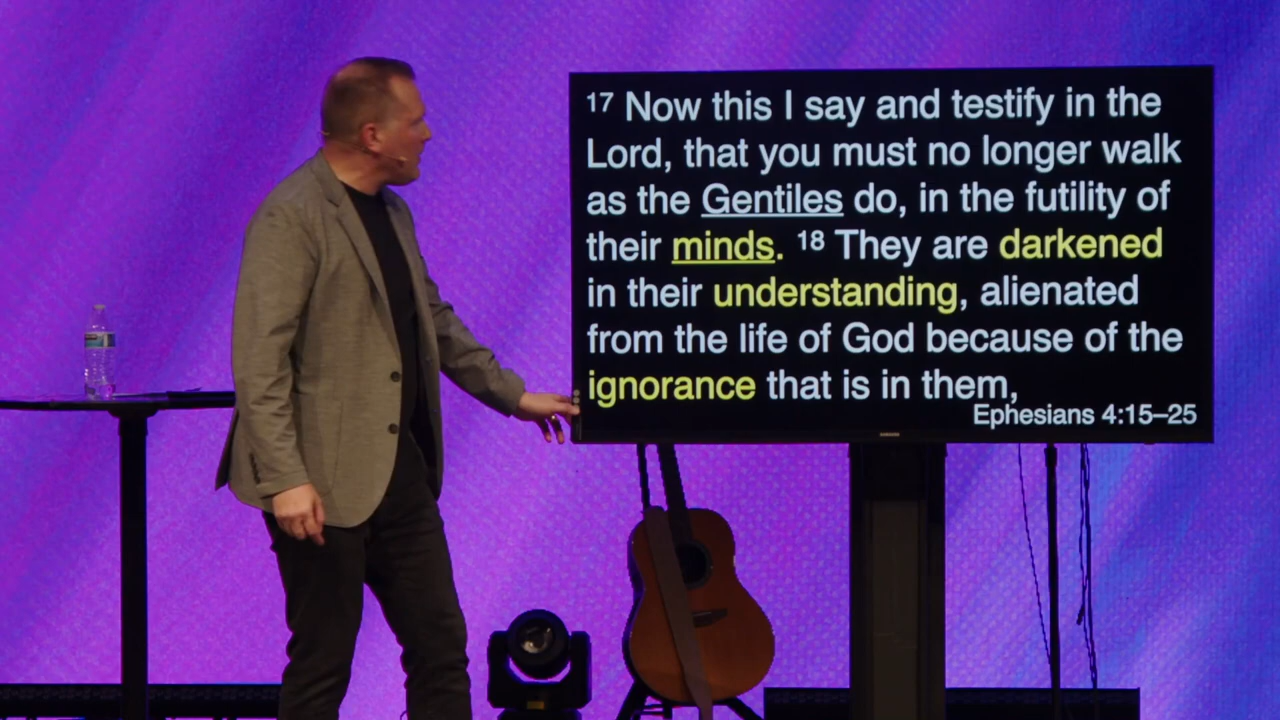 17 Now this I say and testify in the
Lord, that you must no longer walk
as the Gentiles do, in the futility of
their minds. 18 They are darkened
in their understanding, alienated
from the life of God because of the
ignorance that is in them,
Ephesians 4:15–25
SAMSUNG